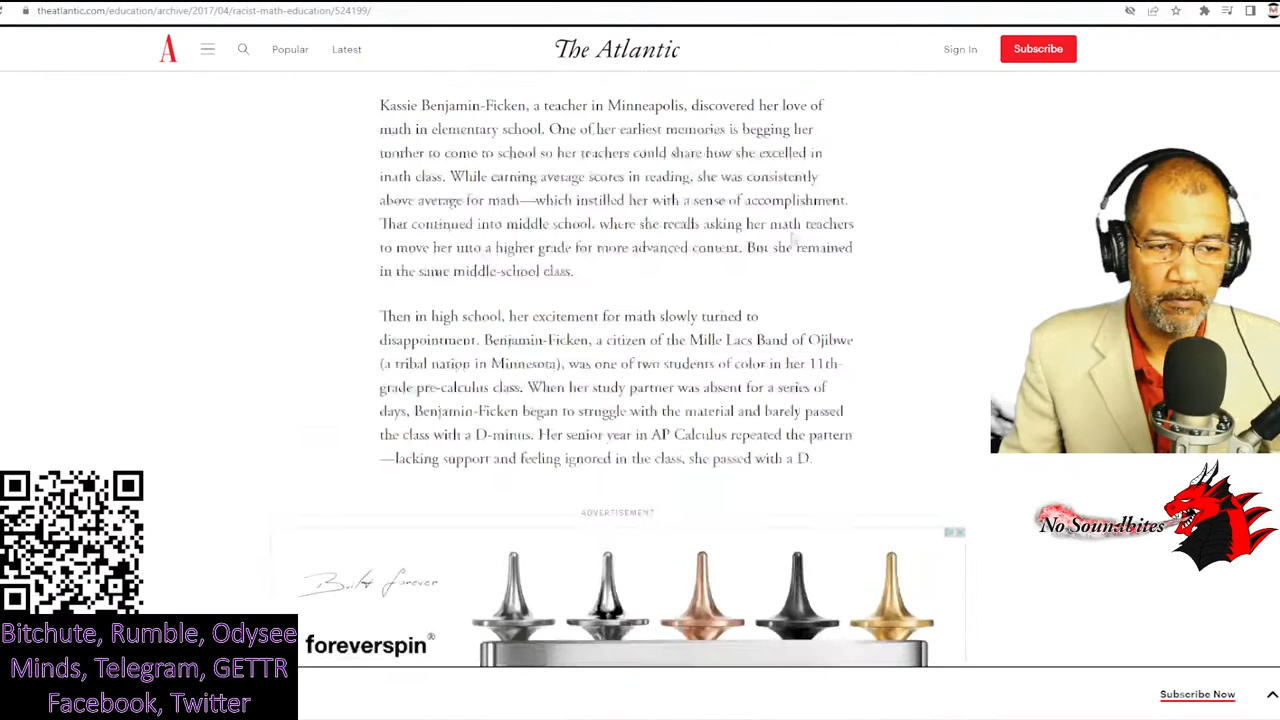 theatlantic.com/education/archive/2017/04/racist-math-education/524199/
A
Popular
Latest
The Atlantic
Sign In
Subscribe
Kassie Benjamin-Ficken, a teacher in Minneapolis, discovered her love of
math in elementary school. One of her earliest memories is begging her
mother to come to school so her teachers could share how she excelled in
math class. While earning average scores in reading, she was consistently
above average for math—which instilled her with a sense of accomplishment.
That continued into middle school, where she recalls asking her math teachers
to move her into a higher grade for more advanced content. But she remained
in the same middle-school class.
Then in high school, her excitement for math slowly turned to
disappointment. Benjamin-Ficken, a citizen of the Mille Lacs Band of Ojibwe
(a tribal nation in Minnesota), was one of two students of color in her 11th-
grade pre-calculus class. When her study partner was absent for a series of
days, Benjamin-Ficken began to struggle with the material and barely passed
the class with a D-minus. Her senior year in AP Calculus repeated the pattern
—lacking support and feeling ignored in the class, she passed with a D.
ADVERTISEMENT
Built forever
foreverspin®
No Soundbites
Bitchute, Rumble, Odysee
Minds, Telegram, GETTR
Facebook, Twitter
Subscribe Now